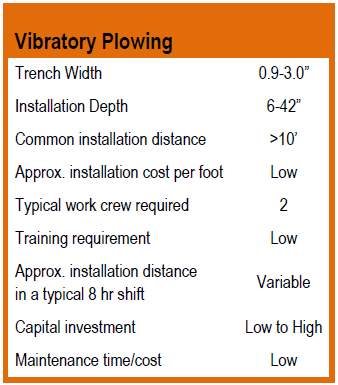 Vibratory Plowing
Trench Width 0.9-3.0”
Installation Depth 6-42”
Common installation distance >10’
Approx. installation cost per foot Low
Typical work crew required 2
Training requirement Low
Approx. installation distance
in a typical 8 hr shift Variable
Capital investment Low to High
Maintenance time/cost Low